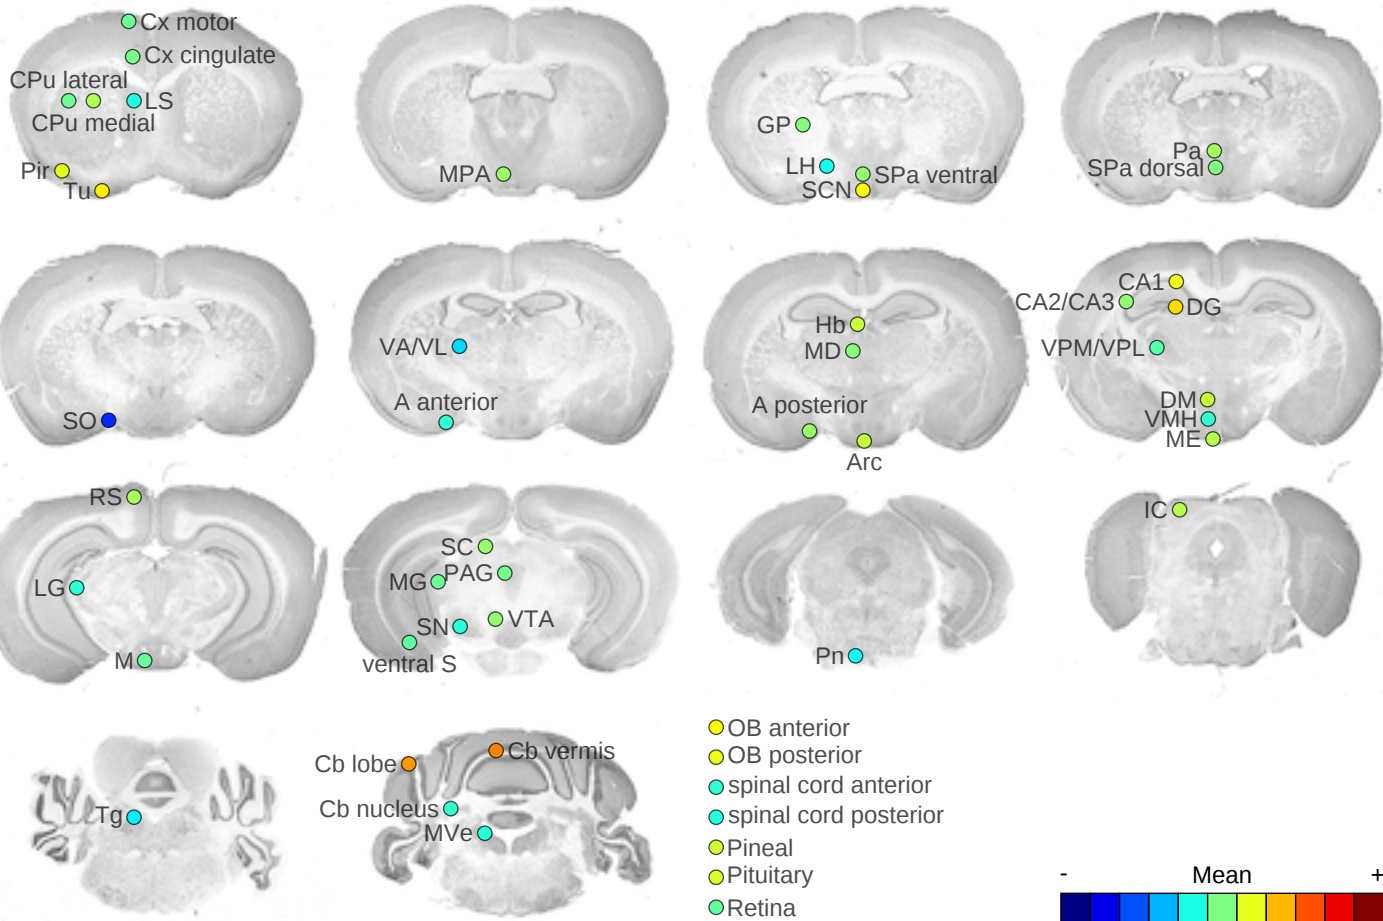 Cx motor
Cx cingulate
CPu lateral
LS
CPu medial
Pir
Tu
MPA
GP
LH
SPa ventral
SCN
Pa
SPa dorsal
SO
VA/VL
A anterior
Hb
MD
A posterior
Arc
CA1
CA2/CA3
DG
VPM/VPL
DM
VMH
ME
RS
LG
M
SC
MG
PAG
SN
VTA
ventral S
Pn
IC
Tg
Cb lobe
Cb vermis
Cb nucleus
MVe
OB anterior
OB posterior
spinal cord anterior
spinal cord posterior
Pineal
Pituitary
Retina
- Mean +